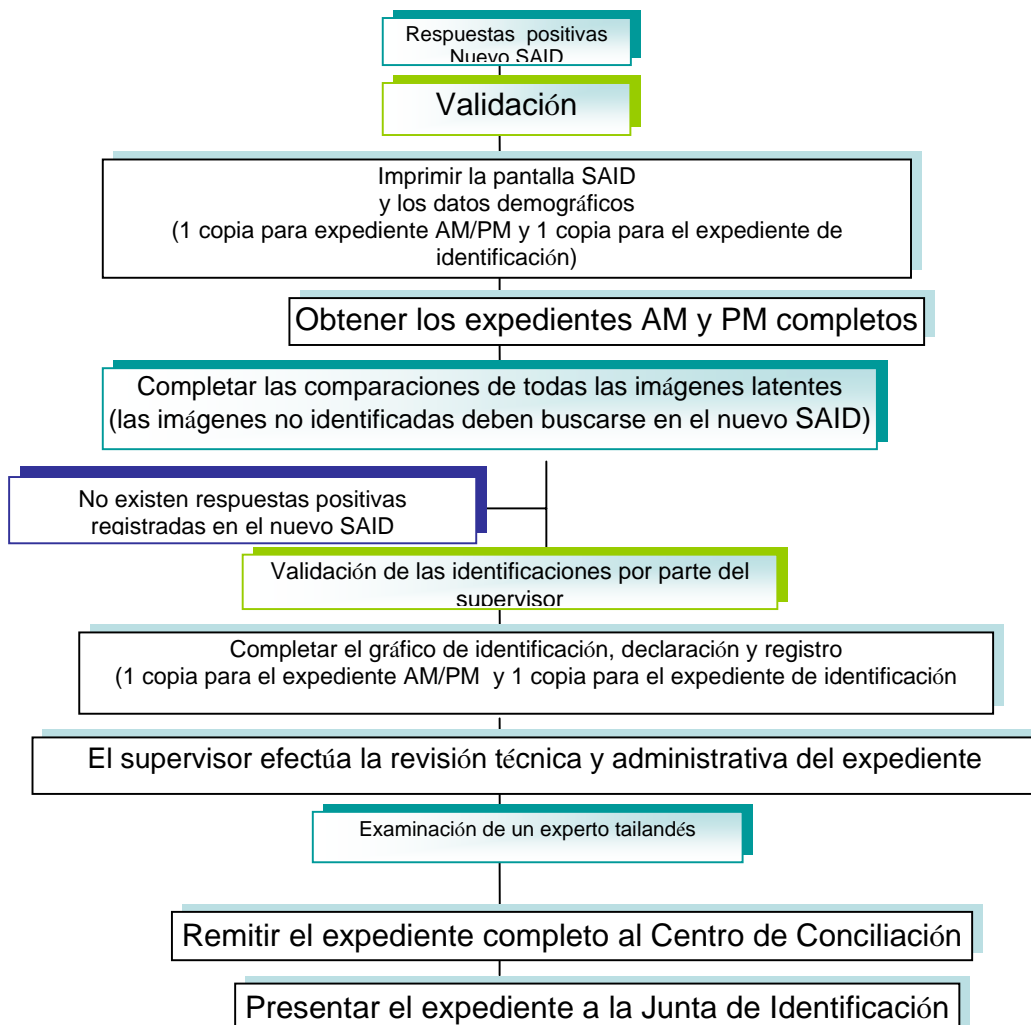 Respuestas positivas
Nuevo SAID
Validación
Imprimir la pantalla SAID
y los datos demográficos
(1 copia para expediente AM/PM y 1 copia para el expediente de
identificación)
Obtener los expedientes AM y PM completos
Completar las comparaciones de todas las imágenes latentes
(las imágenes no identificadas deben buscarse en el nuevo SAID)
No existen respuestas positivas
registradas en el nuevo SAID
Validación de las identificaciones por parte del
supervisor
Completar el gráfico de identificación, declaración y registro
(1 copia para el expediente AM/PM y 1 copia para el expediente de identificación
El supervisor efectúa la revisión técnica y administrativa del expediente
Examinación de un experto tailandés
Remitir el expediente completo al Centro de Conciliación
Presentar el expediente a la Junta de Identificación